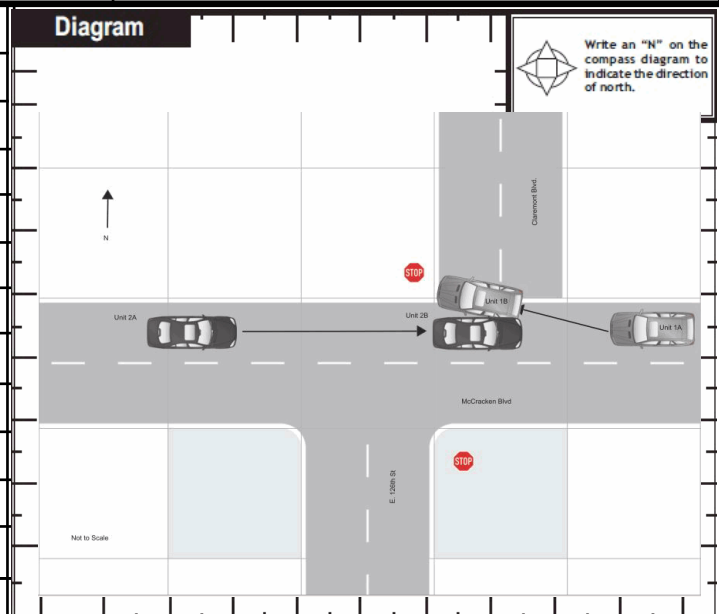 Diagram
Write an "N" on the
compass diagram to
indicate the direction
of north.
Claremont Blvd.
N
STOP
Unit 2A
Unit 2B
Unit 1B
Unit 1A
McCracken Blvd
STOP
E. 126th St
Not to Scale